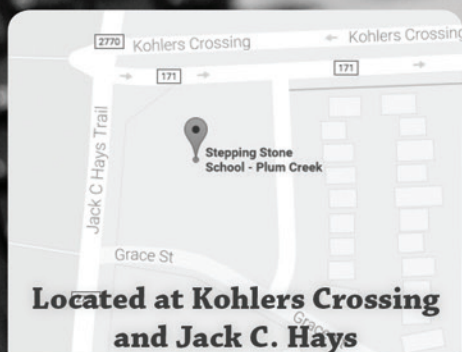 2770
Kohlers Crossing
← Kohlers Crossing
171
171
Jack C Hays Trail
Stepping Stone
School - Plum Creek
Grace St
Located at Kohlers Crossing
and Jack C. Hays